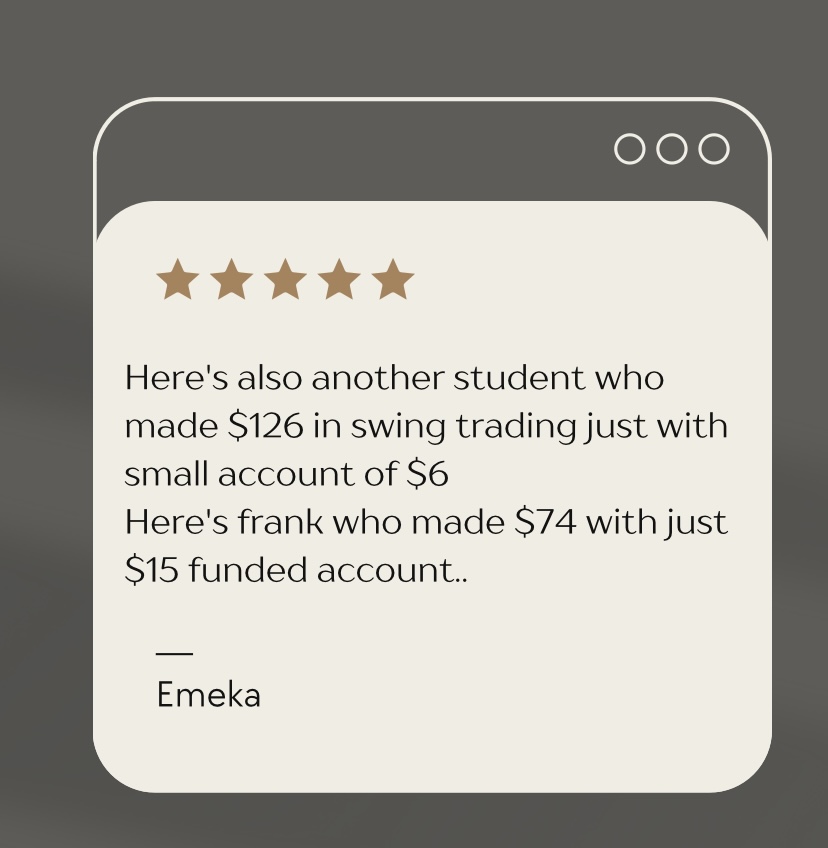 Here's also another student who
made $126 in swing trading just with
small account of $6
Here's frank who made $74 with just
$15 funded account..
—
Emeka